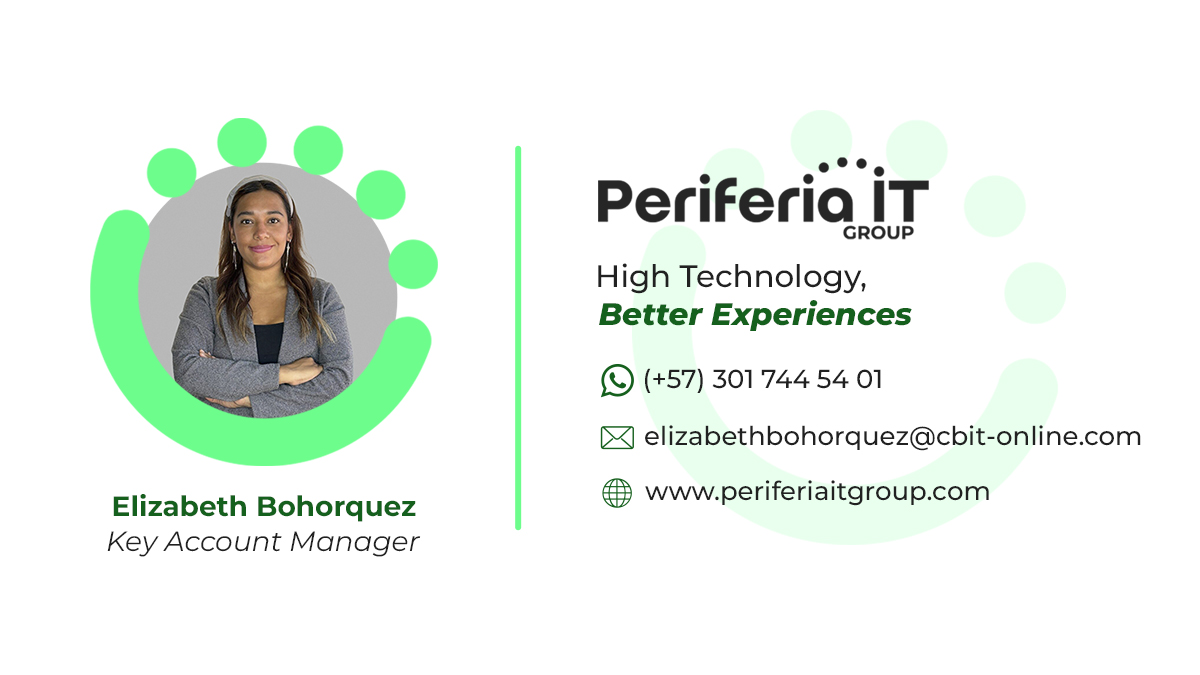 Elizabeth Bohorquez
Key Account Manager
Periferia IT
GROUP
High Technology,
Better Experiences
(+57) 301 744 54 01
elizabethbohorquez@cbit-online.com
www.periferiaitgroup.com